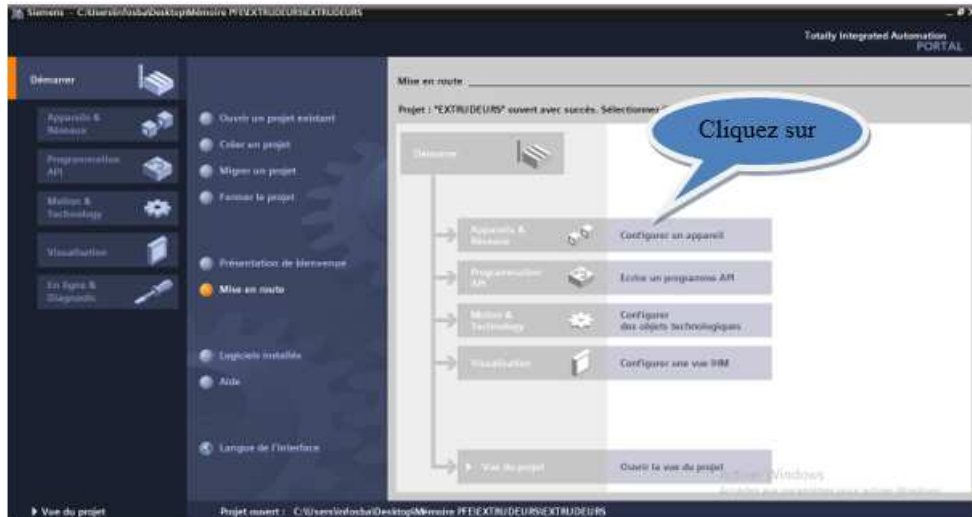 Siemens - C:\Users\infosba\Desktop\Mémoire PFE\EXTRUDEURS\EXTRUDEURS
Totally Integrated Automation
PORTAL
Démarrer
Appareils &
Réseaux
Programmation
API
Motion &
Technology
Visualisation
En ligne &
Diagnostic
Ouvrir un projet existant
Créer un projet
Migrer un projet
Fermer le projet
Présentation de bienvenue
Mise en route
Logiciels installés
Aide
Langue de l'interface
Mise en route
Projet : "EXTRUDEURS" ouvert avec succès. Sélectionnez
Cliquez sur
Démarrer
Appareils &
Réseaux
Configurer un appareil
Programmation
API
Ecrire un programme API
Motion &
Technology
Configurer
des objets technologiques
Visualisation
Configurer une vue IHM
Vue du projet
Ouvrir la vue du projet
Activer Windows
Vue du projet
Projet ouvert : C:\Users\infosba\Desktop\Mémoire PFE\EXTRUDEURS\EXTRUDEURS